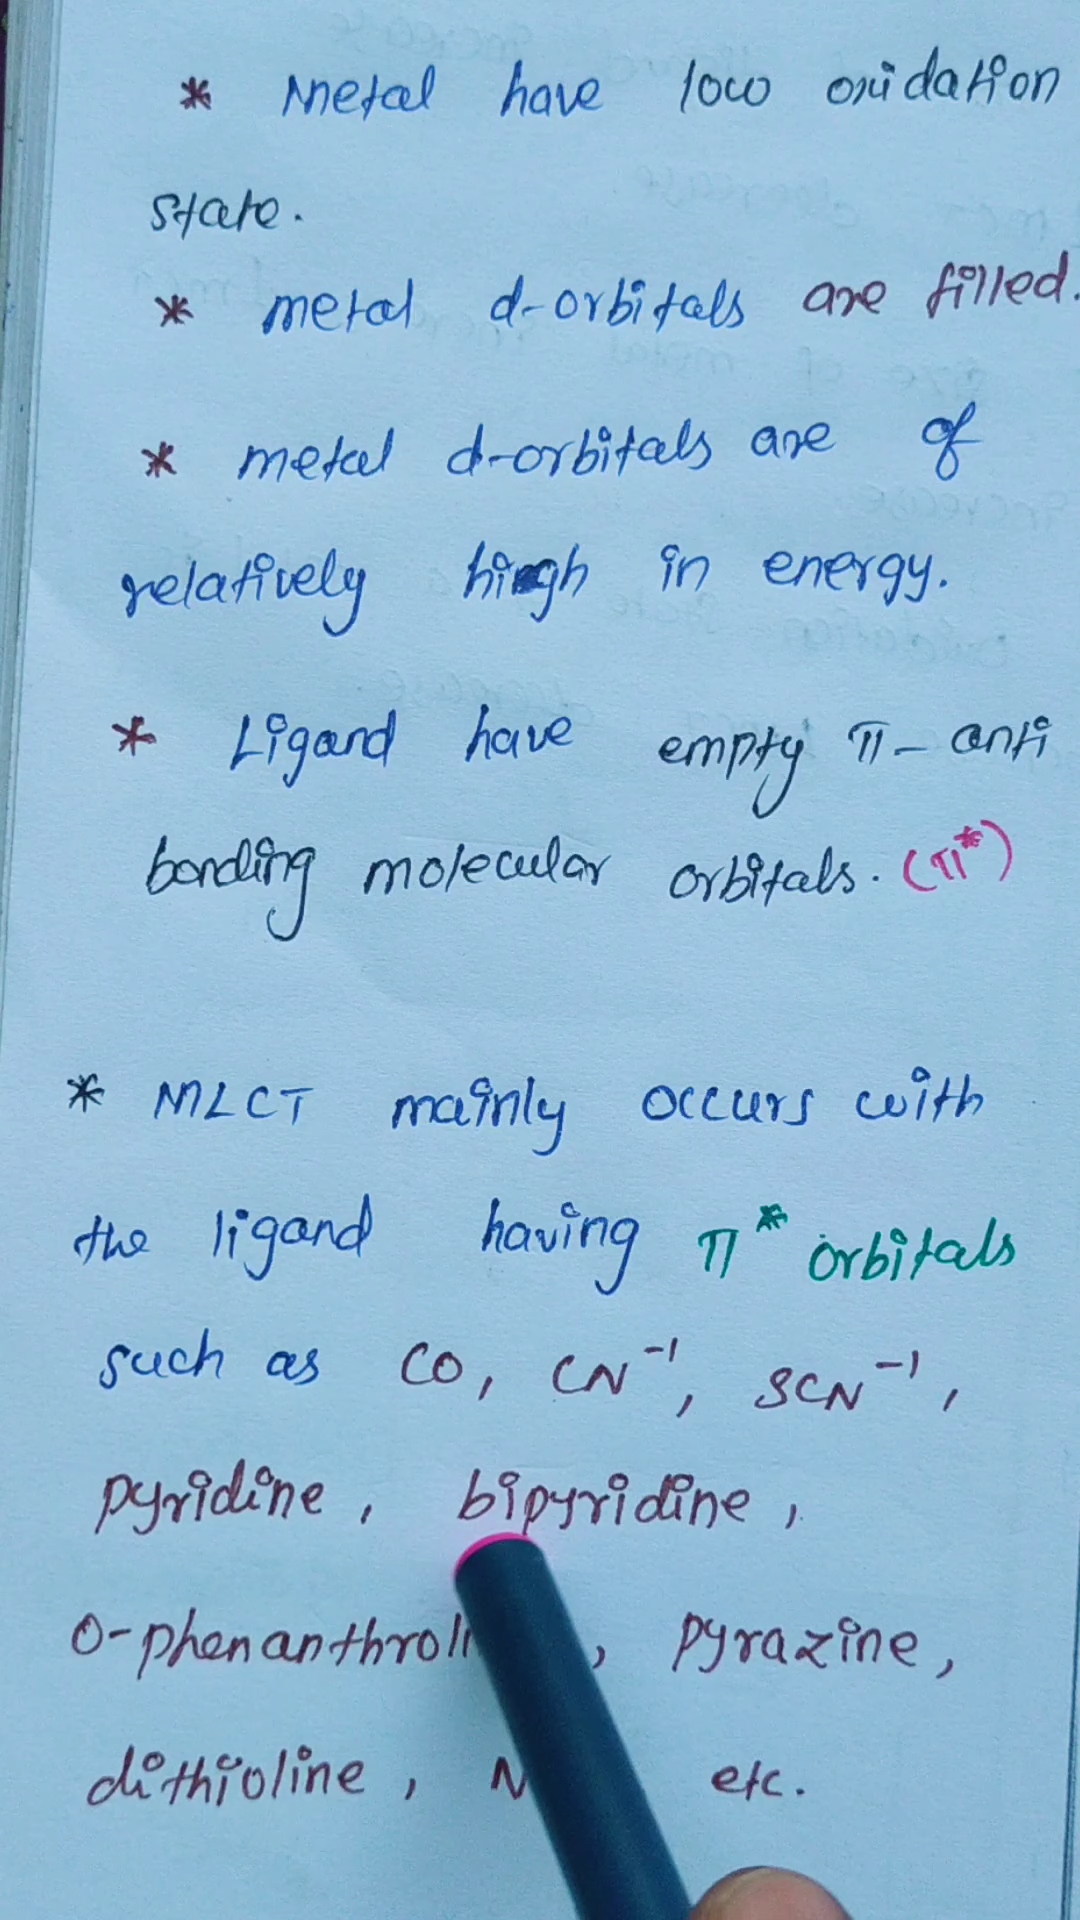 * Metal have low oxidation
state.
* metal d-orbitals are filled.
* metal d-orbitals are of
relatively high in energy.
* Ligand have empty π- anti
bonding molecular orbitals. (π*)
* MLCT mainly occurs with
the ligand having π* orbitals
such as CO, CN⁻¹, SCN⁻¹,
pyridine, bipyridine,
, pyrazine,
dithioline, etc.